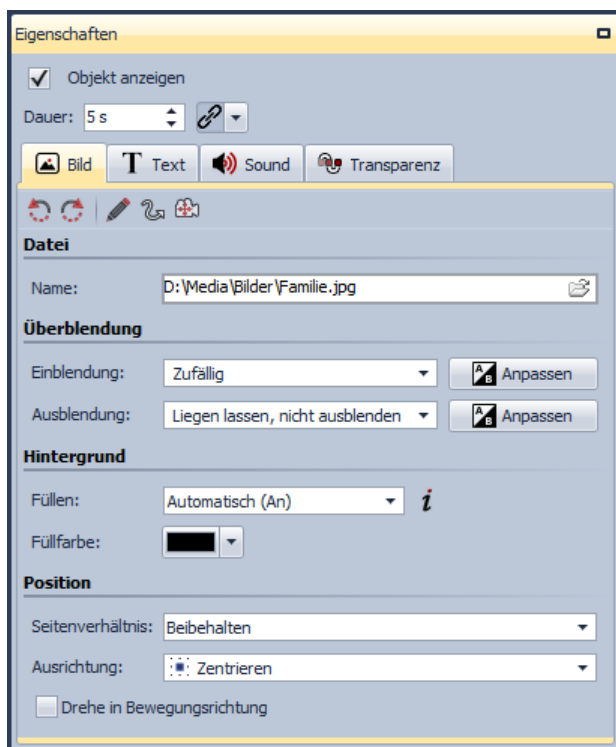 Eigenschaften
Objekt anzeigen
Dauer: 5 s
Bild T Text Sound Transparenz
Datei
Name: D:\Media\Bilder\Familie.jpg
Überblendung
Einblendung: Zufällig A B Anpassen
Ausblendung: Liegen lassen, nicht ausblenden A B Anpassen
Hintergrund
Füllen: Automatisch (An) i
Füllfarbe:
Position
Seitenverhältnis: Beibehalten
Ausrichtung: Zentrieren
Drehe in Bewegungsrichtung